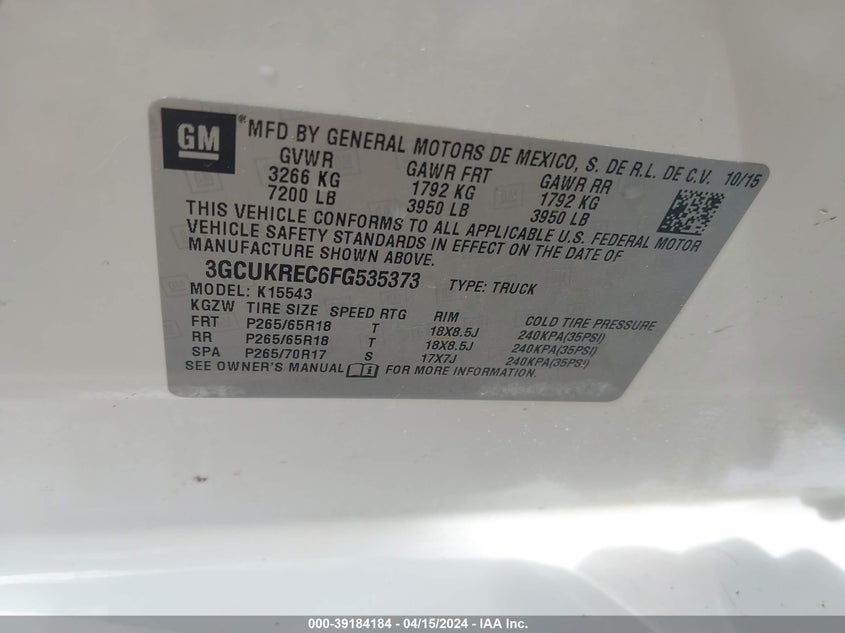 GM
*MFD BY GENERAL MOTORS DE MEXICO, S. DE R.L. DE C.V. 10/15
GVWR GAWR FRT GAWR RR
3266 KG 1792 KG 1792 KG
7200 LB 3950 LB 3950 LB
THIS VEHICLE CONFORMS TO ALL APPLICABLE U.S. FEDERAL MOTOR
VEHICLE SAFETY STANDARDS IN EFFECT ON THE DATE OF
MANUFACTURE SHOWN ABOVE.
3GCUKREC6FG535373 TYPE: TRUCK
MODEL: K15543
KGZW TIRE SIZE SPEED RTG RIM COLD TIRE PRESSURE
FRT P265/65R18 T 18X8.5J 240KPA(35PSI)
RR P265/65R18 T 18X8.5J 240KPA(35PSI)
SPA P265/70R17 S 17X7J 240KPA(35PSI)
SEE OWNER'S MANUAL FOR MORE INFORMATION.
000-39184184 - 04/15/2024 - IAA Inc.